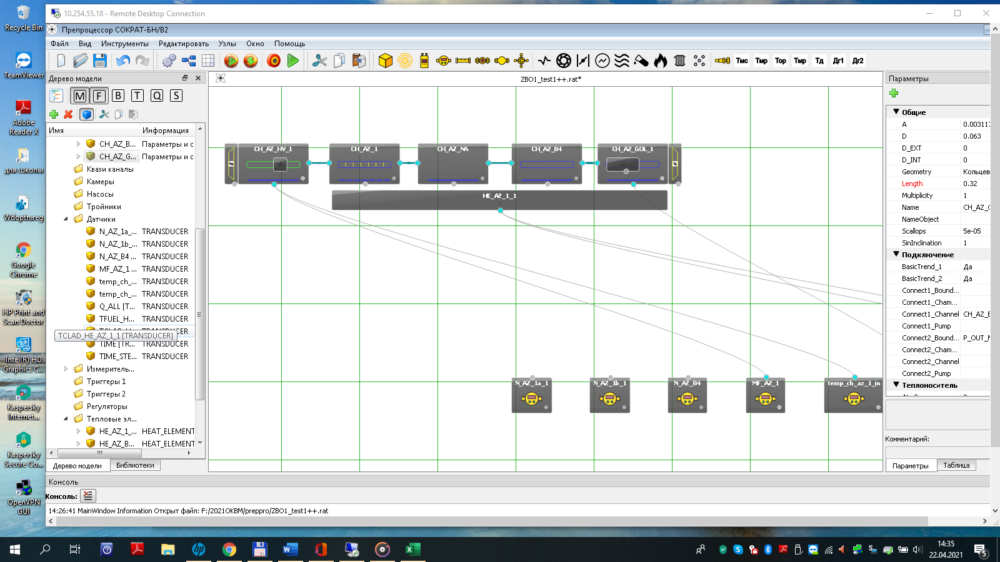 10.254.55.18 - Remote Desktop Connection
Препроцессор СОКРАТ-БН/В2
Файл Вид Инструменты Редактировать Узлы Окно Помощь
Тмс Тмр Тор Тмр Тд Дг1 Дг2
Дерево модели
M F B T Q S
Имя Информация
CH_AZ_B... Параметры и с
CH_AZ_G... Параметры и с
Квази каналы
Камеры
Насосы
Тройники
Датчики
N_AZ_1a_... TRANSDUCER
N_AZ_1b_... TRANSDUCER
N_AZ_B4 ... TRANSDUCER
MF_AZ_1 ... TRANSDUCER
temp_ch_... TRANSDUCER
temp_ch_... TRANSDUCER
Q_ALL [T... TRANSDUCER
TFUEL_H... TRANSDUCER
TRANSDUCER
TCLAD_HE_AZ_1_1 [TRANSDUCER]
TIME [TR... TRANSDUCER
TIME_STE... TRANSDUCER
Измеритель...
Триггеры 1
Триггеры 2
Регуляторы
Тепловые эл...
HE_AZ_1_... HEAT_ELEMENT
HE_AZ_B... HEAT_ELEMENT
Дерево модели Библиотеки
ZBO1_test1++.rat*
CH_AZ_HV_1 CH_AZ_1 CH_AZ_NA CH_AZ_B4 CH_AZ_GOL_1
HE_AZ_1_1
N_AZ_1a_1 N_AZ_1b_1 N_AZ_B4 MF_AZ_1 temp_ch_az_1_in
Параметры
Общие
A 0.003117
D 0.063
D_EXT 0
D_INT 0
Geometry Кольцев
Length 0.32
Multiplicity 1
Name CH_AZ_G
NameObject
Scallops 5e-05
SinInclination 1
Подключение
BasicTrend_1 Да
BasicTrend_2 Да
Connect1_Bound...
Connect1_Cham...
Connect1_Channel CH_AZ_B
Connect1_Pump
Connect2_Bound... P_OUT_N
Connect2_Cham...
Connect2_Channel
Connect2_Pump
Теплоноситель
Комментарий:
Параметры Таблица
Консоль
Консоль:
14:26:41 MainWindow Information Открыт файл: F:/2021OKBM/preppro/ZBO1_test1++.rat
Recycle Bin
TeamViewer
Adobe
Reader X
для школы
Wdoptn.reg
Google
Chrome
HP Print and
Scan Doctor
Intel(R) HD
Graphics C...
Kaspersky
Internet...
Kaspersky
Secure Co...
OpenVPN
GUI
14:35
22.04.2021
5